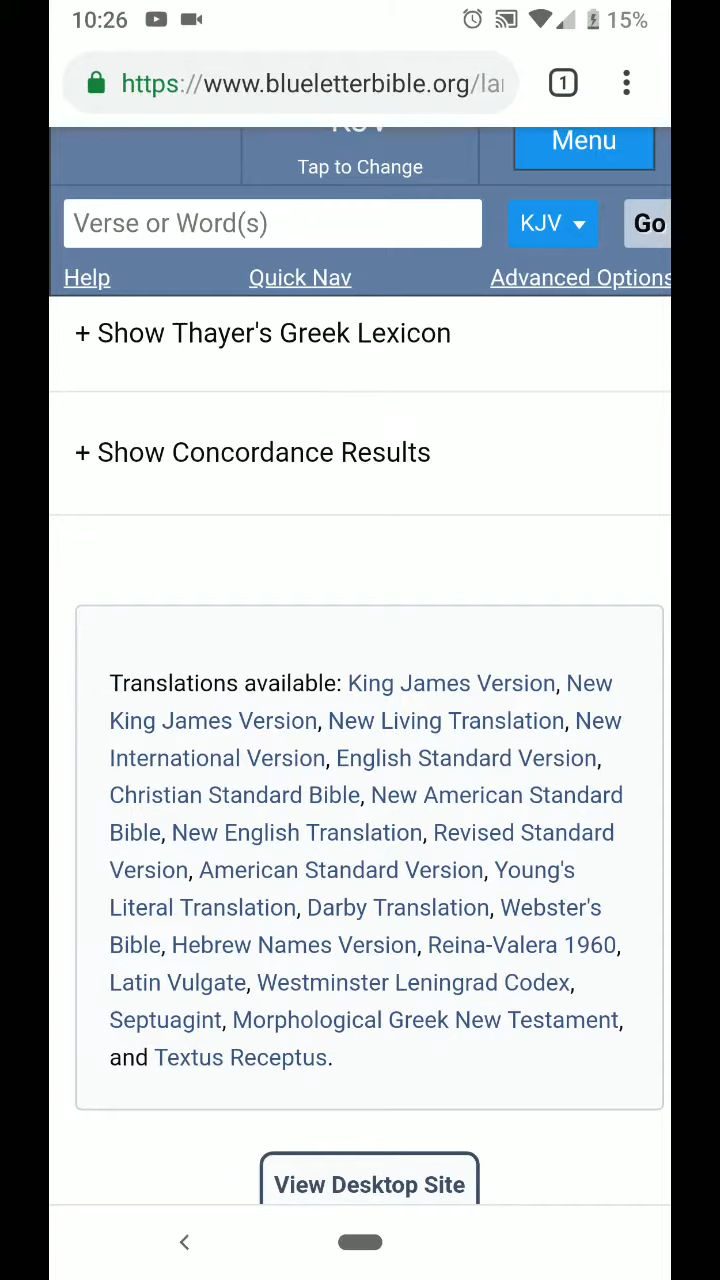 10:26
15%
https://www.blueletterbible.org/la
KJV
Tap to Change
Menu
Verse or Word(s)
KJV
Go
Help
Quick Nav
Advanced Options
+ Show Thayer's Greek Lexicon
+ Show Concordance Results
Translations available: King James Version, New
King James Version, New Living Translation, New
International Version, English Standard Version,
Christian Standard Bible, New American Standard
Bible, New English Translation, Revised Standard
Version, American Standard Version, Young's
Literal Translation, Darby Translation, Webster's
Bible, Hebrew Names Version, Reina-Valera 1960,
Latin Vulgate, Westminster Leningrad Codex,
Septuagint, Morphological Greek New Testament,
and Textus Receptus.
View Desktop Site